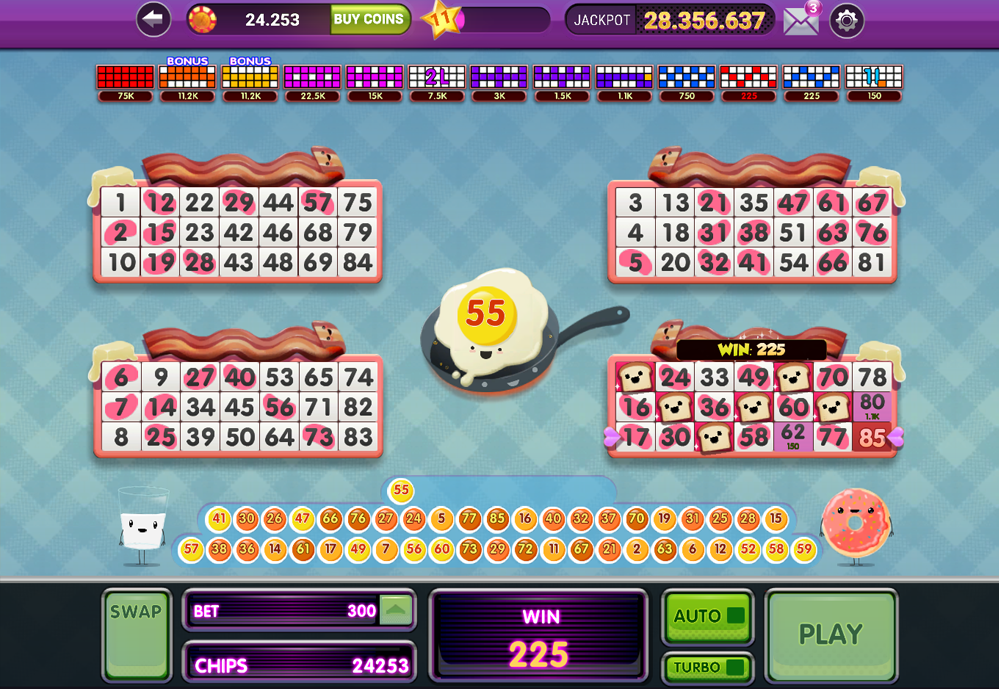 24.253 BUY COINS 11 JACKPOT 28.356.637 3
BONUS BONUS
2L 1L
75K 11,2K 11,2K 22,5K 15K 7.5K 3K 1.5K 1.1K 750 225 225 150
1 12 22 29 44 57 75
2 15 23 42 46 68 79
10 19 28 43 48 69 84
3 13 21 35 47 61 67
4 18 31 38 51 63 76
5 20 32 41 54 66 81
55
6 9 27 40 53 65 74
7 14 34 45 56 71 82
8 25 39 50 64 73 83
WIN: 225
24 33 49 70 78
16 36 60 80
1.1K
17 30 58 62 77 85
150
55
41 30 26 47 66 76 27 24 5 77 85 16 40 32 37 70 19 31 25 28 15
57 38 36 14 61 17 49 7 56 60 73 29 72 11 67 21 2 63 6 12 52 58 59
SWAP
BET 300
CHIPS 24253
WIN
225
AUTO
TURBO
PLAY